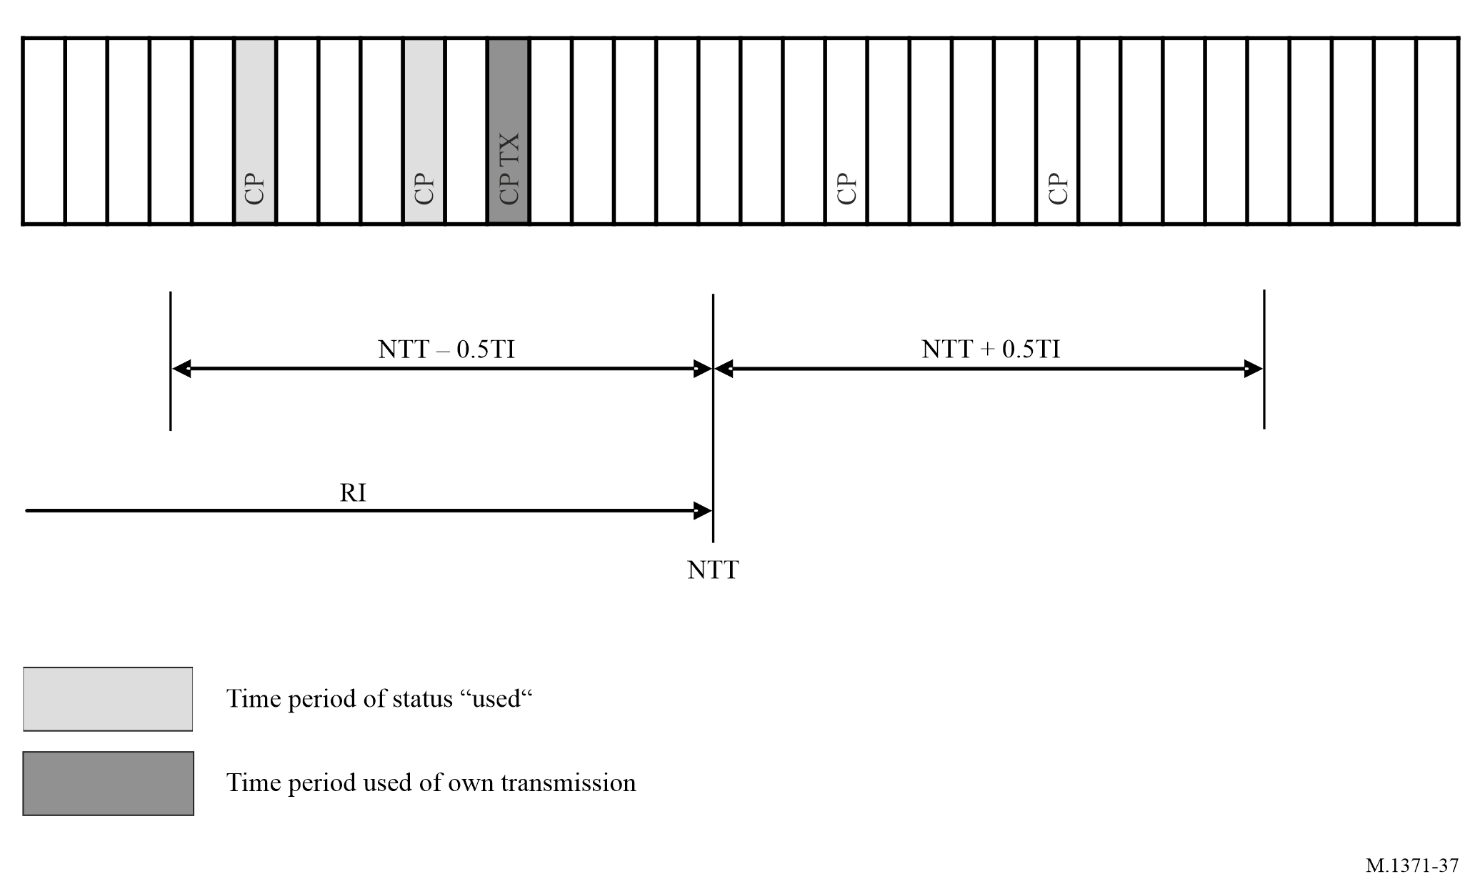 CP
CP
CP TX
CP
CP
NTT – 0.5TI
NTT + 0.5TI
RI
NTT
Time period of status “used“
Time period used of own transmission
M.1371-37